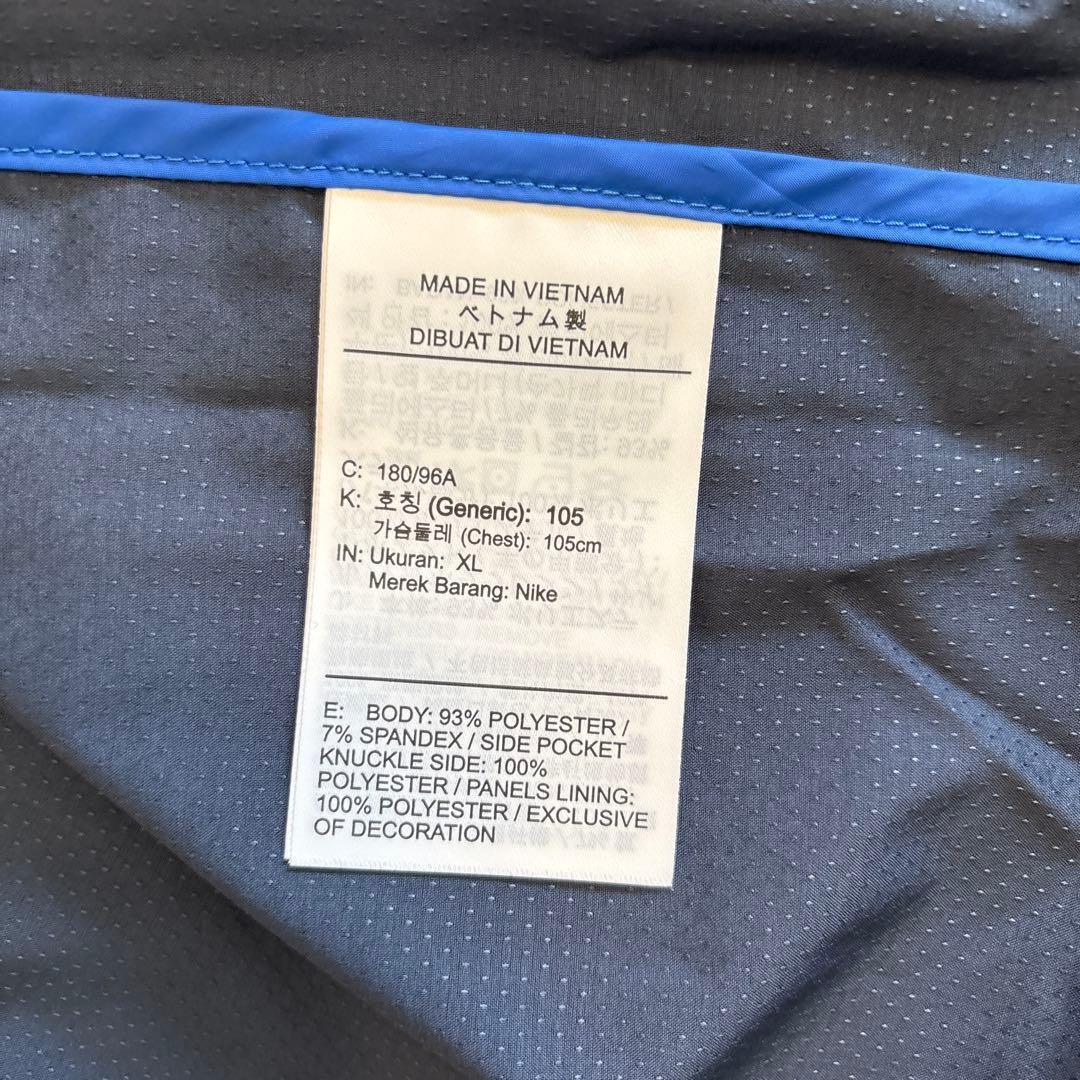 MADE IN VIETNAM
ベトナム製
DIBUAT DI VIETNAM
C: 180/96A
K: 호칭 (Generic): 105
가슴둘레 (Chest): 105cm
IN: Ukuran: XL
Merek Barang: Nike
E: BODY: 93% POLYESTER /
7% SPANDEX / SIDE POCKET
KNUCKLE SIDE: 100%
POLYESTER / PANELS LINING:
100% POLYESTER / EXCLUSIVE
OF DECORATION